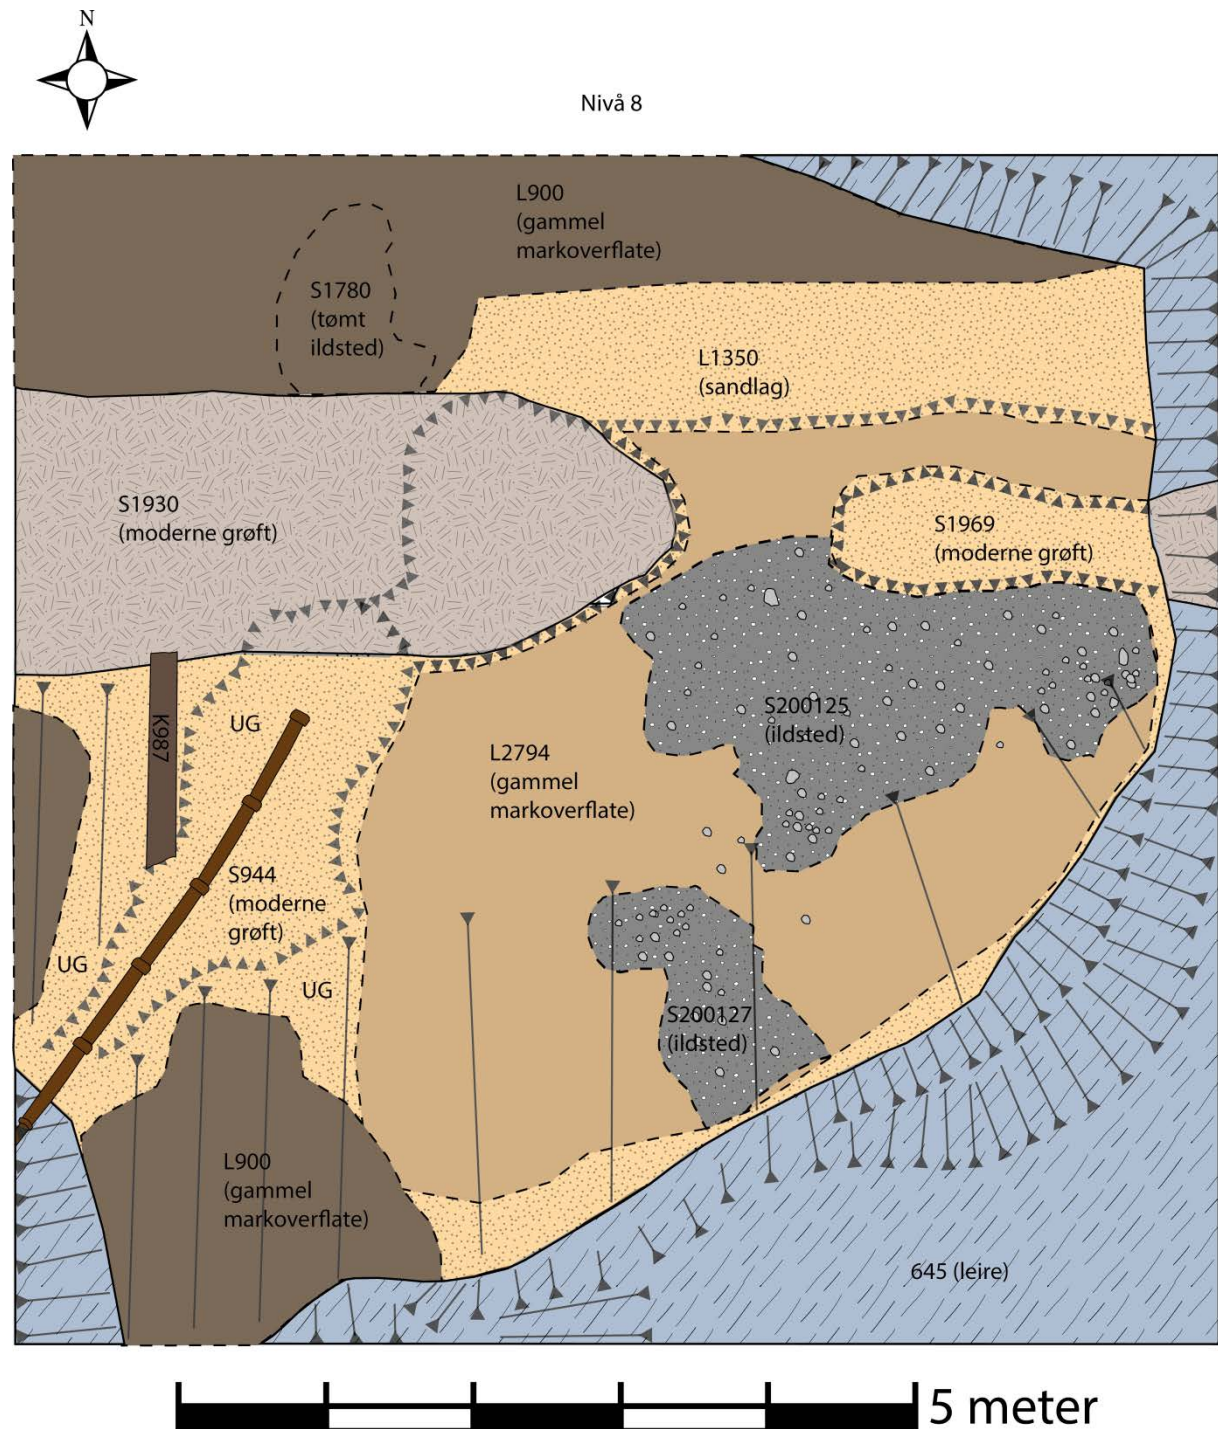 N
Nivå 8
L900
(gammel
markoverflate)
S1780
(tømt
ildsted)
L1350
(sandlag)
S1930
(moderne grøft)
S1969
(moderne grøft)
K987
UG
S200125
(ildsted)
L2794
(gammel
markoverflate)
S944
(moderne
grøft)
UG
UG
S200127
(ildsted)
L900
(gammel
markoverflate)
645 (leire)
5 meter